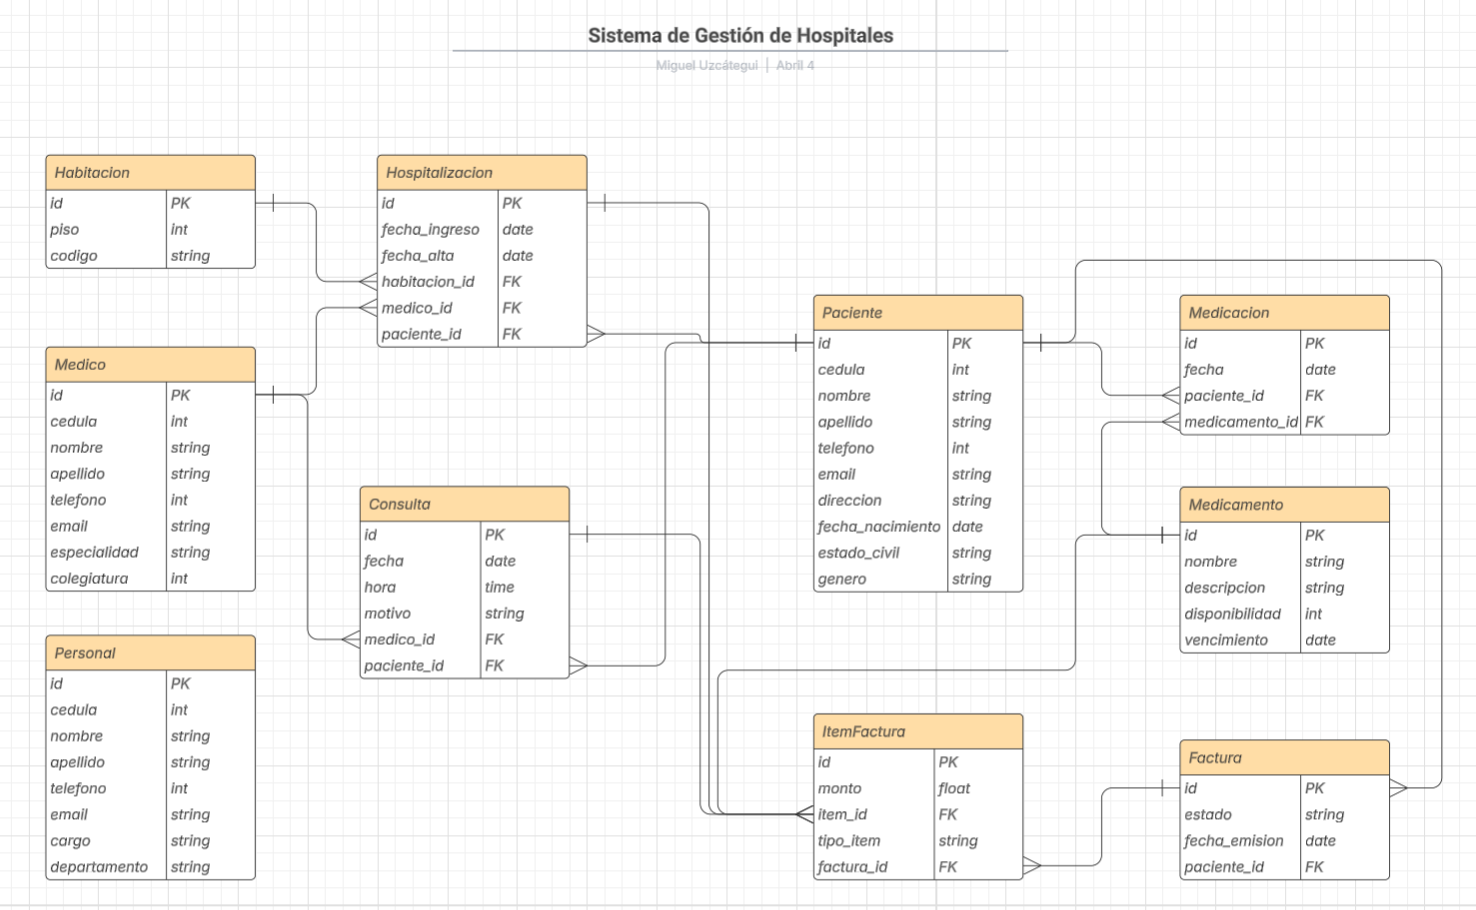 Sistema de Gestión de Hospitales
Miguel Uzcátegui | Abril 4
Habitacion
id PK
piso int
codigo string
Hospitalizacion
id PK
fecha_ingreso date
fecha_alta date
habitacion_id FK
medico_id FK
paciente_id FK
Medico
id PK
cedula int
nombre string
apellido string
telefono int
email string
especialidad string
colegiatura int
Consulta
id PK
fecha date
hora time
motivo string
medico_id FK
paciente_id FK
Personal
id PK
cedula int
nombre string
apellido string
telefono int
email string
cargo string
departamento string
Paciente
id PK
cedula int
nombre string
apellido string
telefono int
email string
direccion string
fecha_nacimiento date
estado_civil string
genero string
Medicacion
id PK
fecha date
paciente_id FK
medicamento_id FK
Medicamento
id PK
nombre string
descripcion string
disponibilidad int
vencimiento date
ItemFactura
id PK
monto float
item_id FK
tipo_item string
factura_id FK
Factura
id PK
estado string
fecha_emision date
paciente_id FK